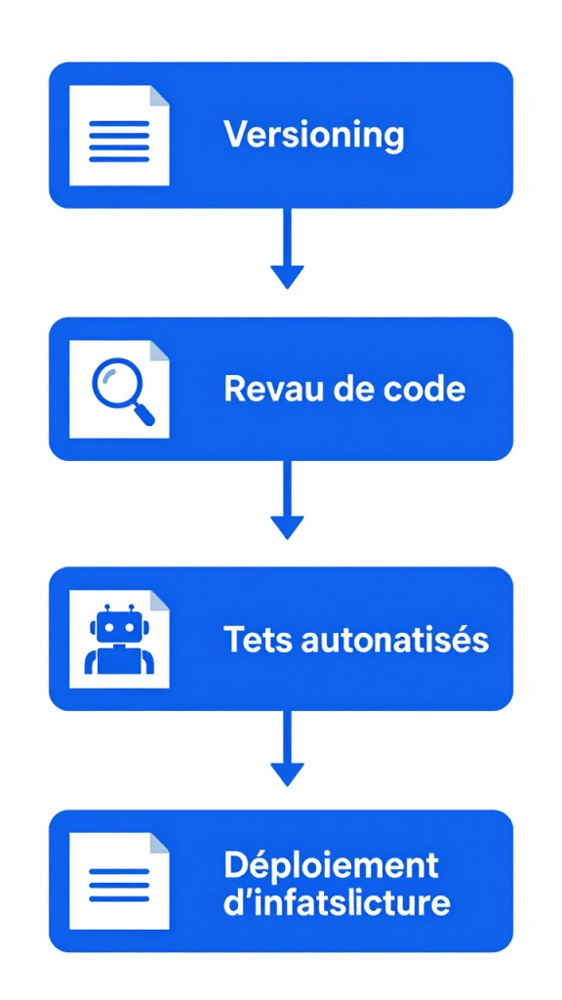 Versioning
Revau de code
Tets autonatisés
Déploiement
d'infatslicture